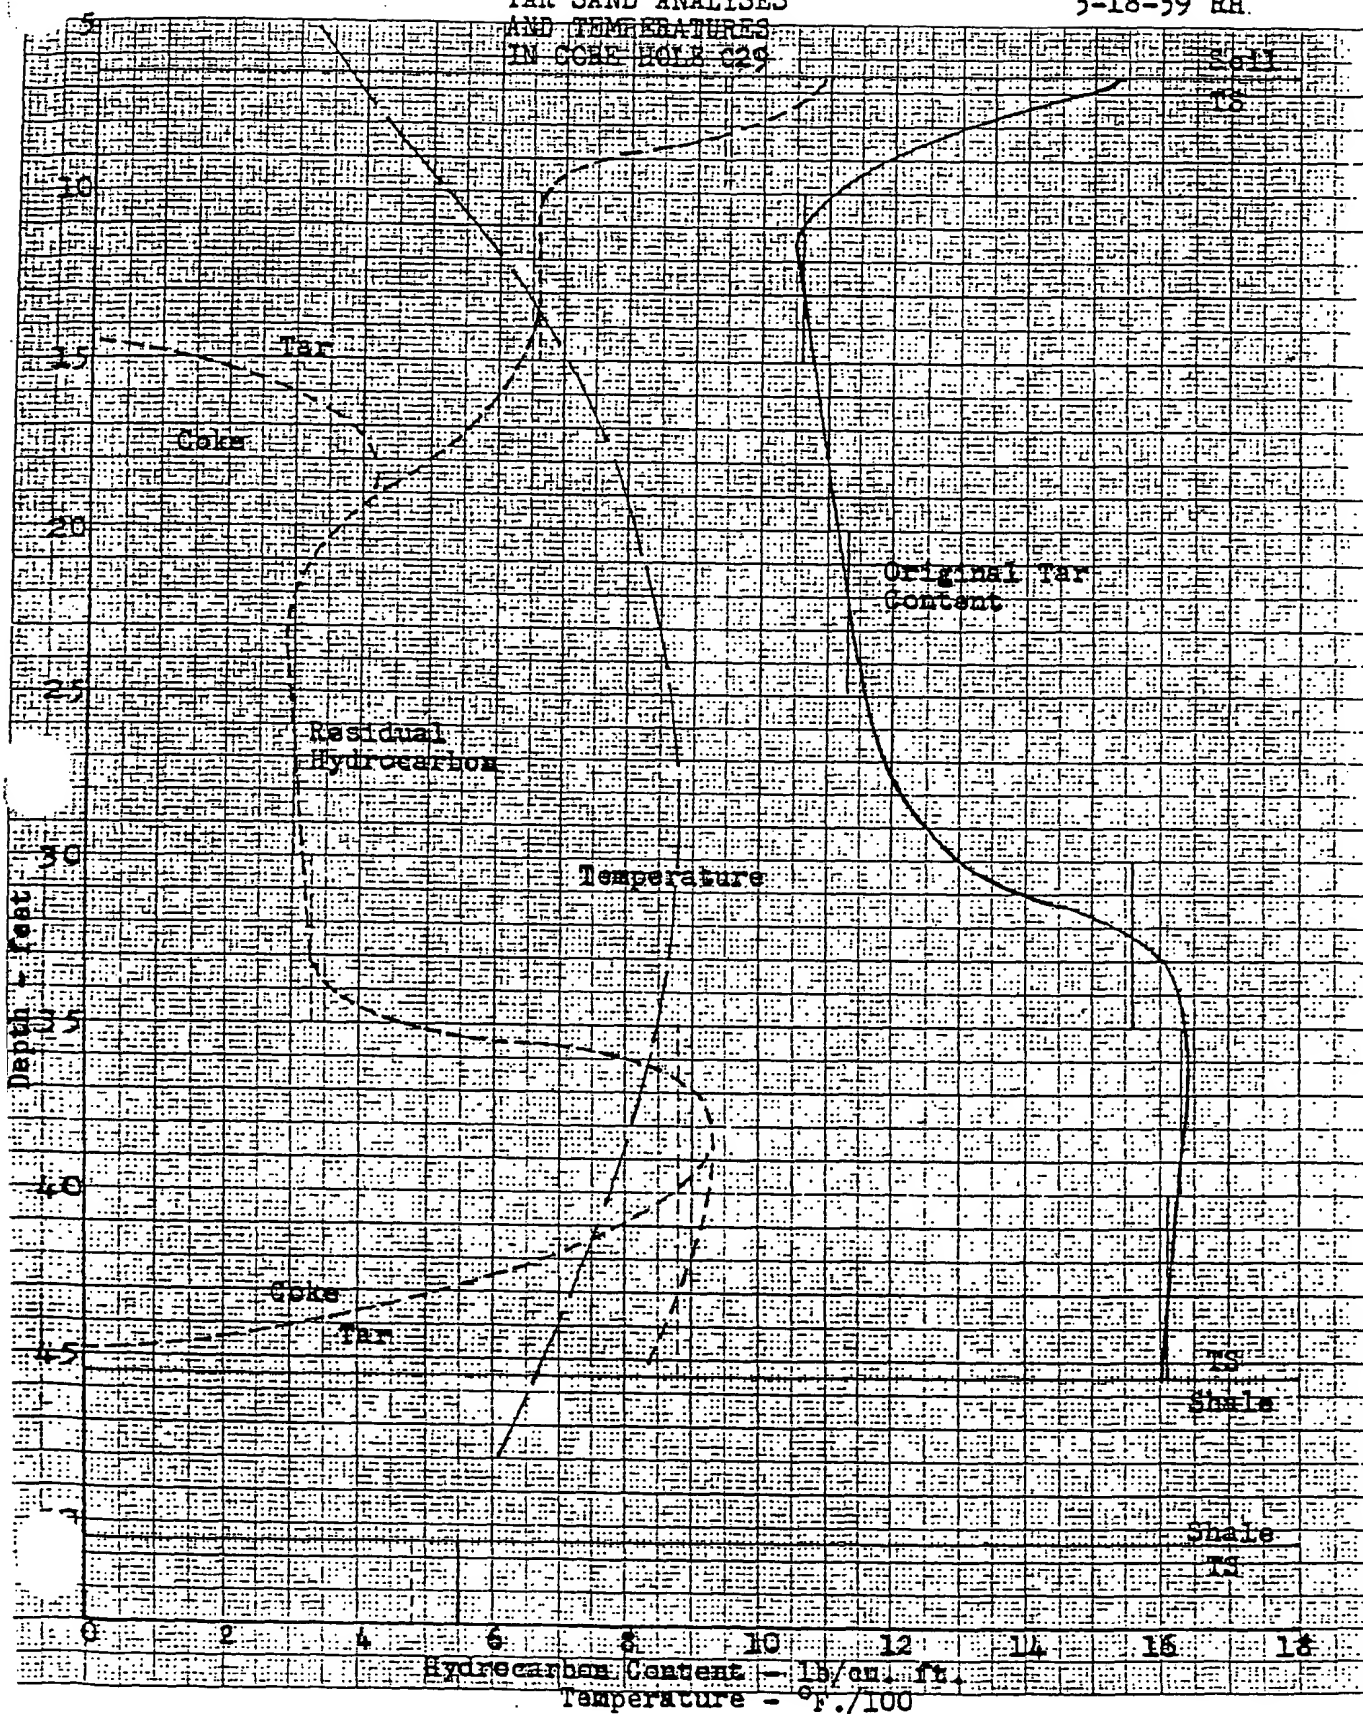 TAR SAND ANALYSES
AND TEMPERATURES
IN CORE HOLE C29
5-18-59 RH.
Soil
TS
5
10
15
20
25
30
35
40
45
Depth - feet
Tar
Coke
Original Tar
Content
Residual
Hydrocarbon
Temperature
Coke
Tar
TS
Shale
Shale
TS
0 2 4 6 8 10 12 14 16 18
Hydrocarbon Content - lb/cu. ft.
Temperature - °F./100